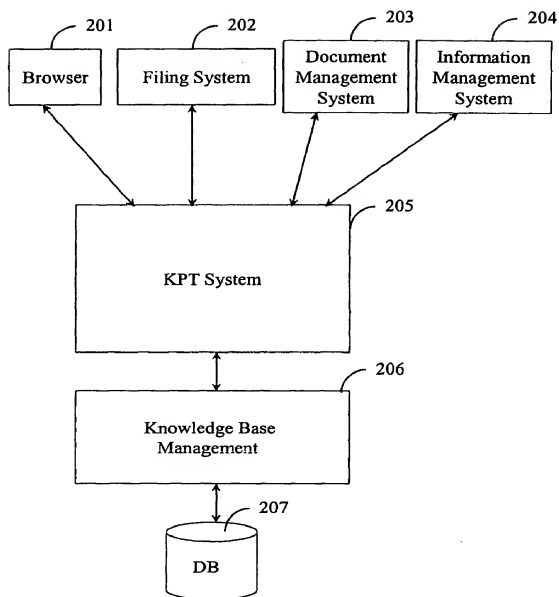 201
202
203
204
Browser
Filing System
Document
Management
System
Information
Management
System
205
KPT System
206
Knowledge Base
Management
207
DB